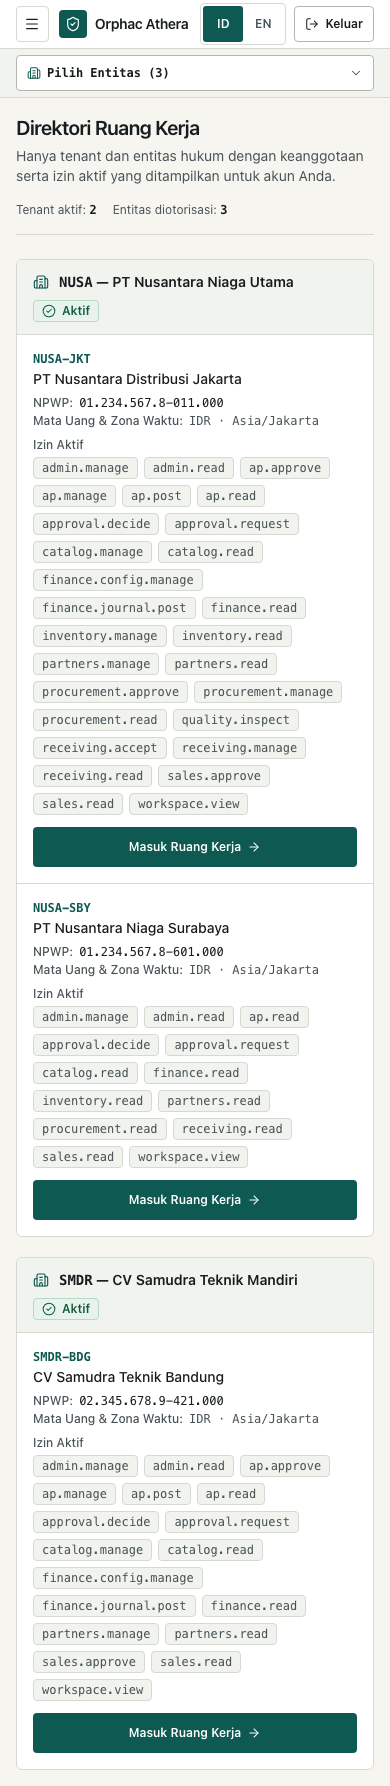 Orphac Athera
ID EN
Keluar
Pilih Entitas (3)
Direktori Ruang Kerja
Hanya tenant dan entitas hukum dengan keanggotaan
serta izin aktif yang ditampilkan untuk akun Anda.
Tenant aktif: 2 Entitas diotorisasi: 3
NUSA — PT Nusantara Niaga Utama
Aktif
NUSA-JKT
PT Nusantara Distribusi Jakarta
NPWP: 01.234.567.8-011.000
Mata Uang & Zona Waktu: IDR · Asia/Jakarta
Izin Aktif
admin.manage admin.read ap.approve
ap.manage ap.post ap.read
approval.decide approval.request
catalog.manage catalog.read
finance.config.manage
finance.journal.post finance.read
inventory.manage inventory.read
partners.manage partners.read
procurement.approve procurement.manage
procurement.read quality.inspect
receiving.accept receiving.manage
receiving.read sales.approve
sales.read workspace.view
Masuk Ruang Kerja →
NUSA-SBY
PT Nusantara Niaga Surabaya
NPWP: 01.234.567.8-601.000
Mata Uang & Zona Waktu: IDR · Asia/Jakarta
Izin Aktif
admin.manage admin.read ap.read
approval.decide approval.request
catalog.read finance.read
inventory.read partners.read
procurement.read receiving.read
sales.read workspace.view
Masuk Ruang Kerja →
SMDR — CV Samudra Teknik Mandiri
Aktif
SMDR-BDG
CV Samudra Teknik Bandung
NPWP: 02.345.678.9-421.000
Mata Uang & Zona Waktu: IDR · Asia/Jakarta
Izin Aktif
admin.manage admin.read ap.approve
ap.manage ap.post ap.read
approval.decide approval.request
catalog.manage catalog.read
finance.config.manage
finance.journal.post finance.read
partners.manage partners.read
sales.approve sales.read
workspace.view
Masuk Ruang Kerja →